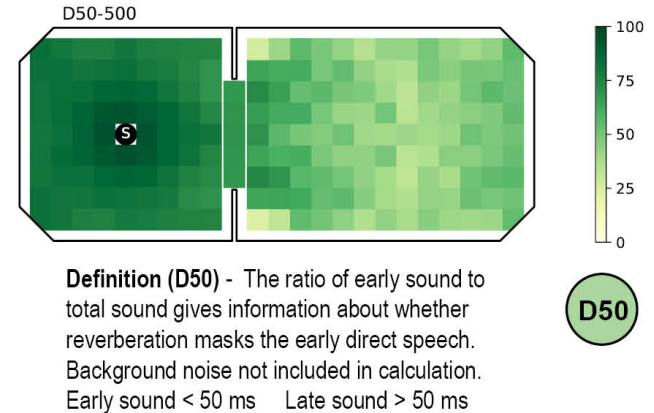 D50-500
S
100
75
50
25
0
Definition (D50) - The ratio of early sound to
total sound gives information about whether
reverberation masks the early direct speech.
Background noise not included in calculation.
Early sound < 50 ms Late sound > 50 ms
D50